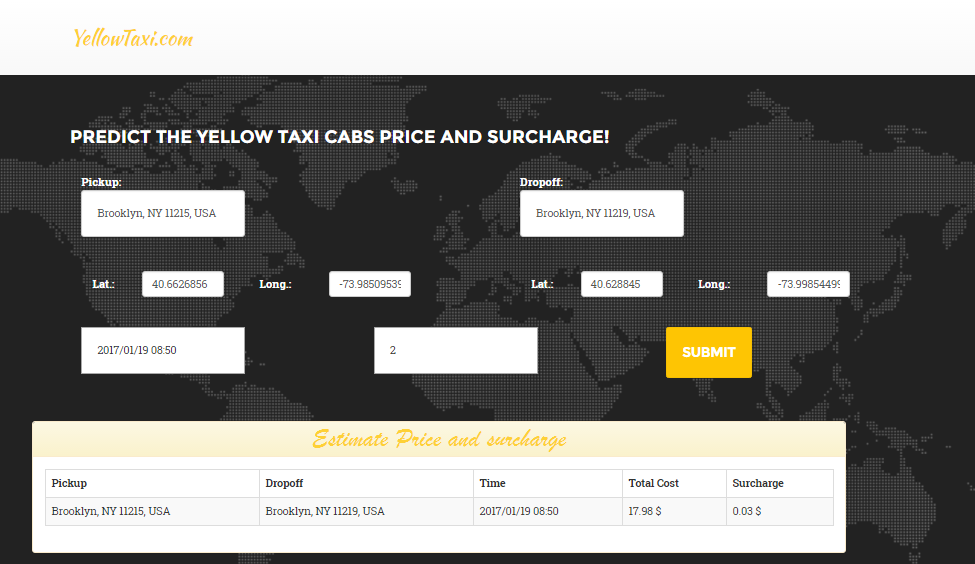 YellowTaxi.com
PREDICT THE YELLOW TAXI CABS PRICE AND SURCHARGE!
Pickup: Dropoff:
Brooklyn, NY 11215, USA Brooklyn, NY 11219, USA
Lat.: 40.6626856 Long.: -73.98509539 Lat.: 40.628845 Long.: -73.99854499
2017/01/19 08:50 2 SUBMIT
Estimate Price and surcharge
Pickup Dropoff Time Total Cost Surcharge
Brooklyn, NY 11215, USA Brooklyn, NY 11219, USA 2017/01/19 08:50 17.98 $ 0.03 $